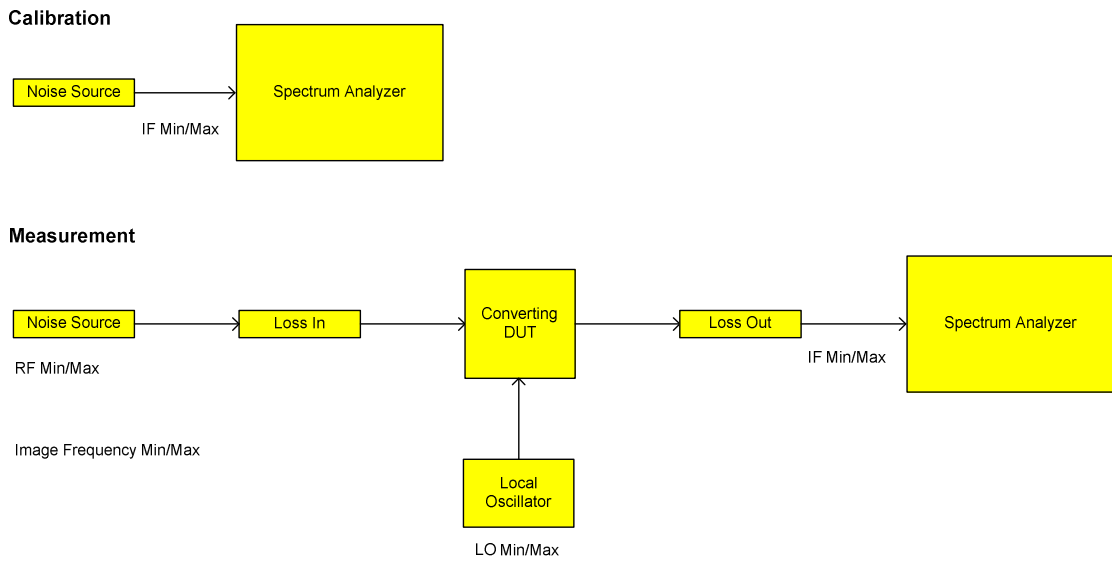 Calibration
Noise Source
Spectrum Analyzer
IF Min/Max
Measurement
Noise Source
Loss In
Converting
DUT
Loss Out
Spectrum Analyzer
RF Min/Max
IF Min/Max
Image Frequency Min/Max
Local
Oscillator
LO Min/Max